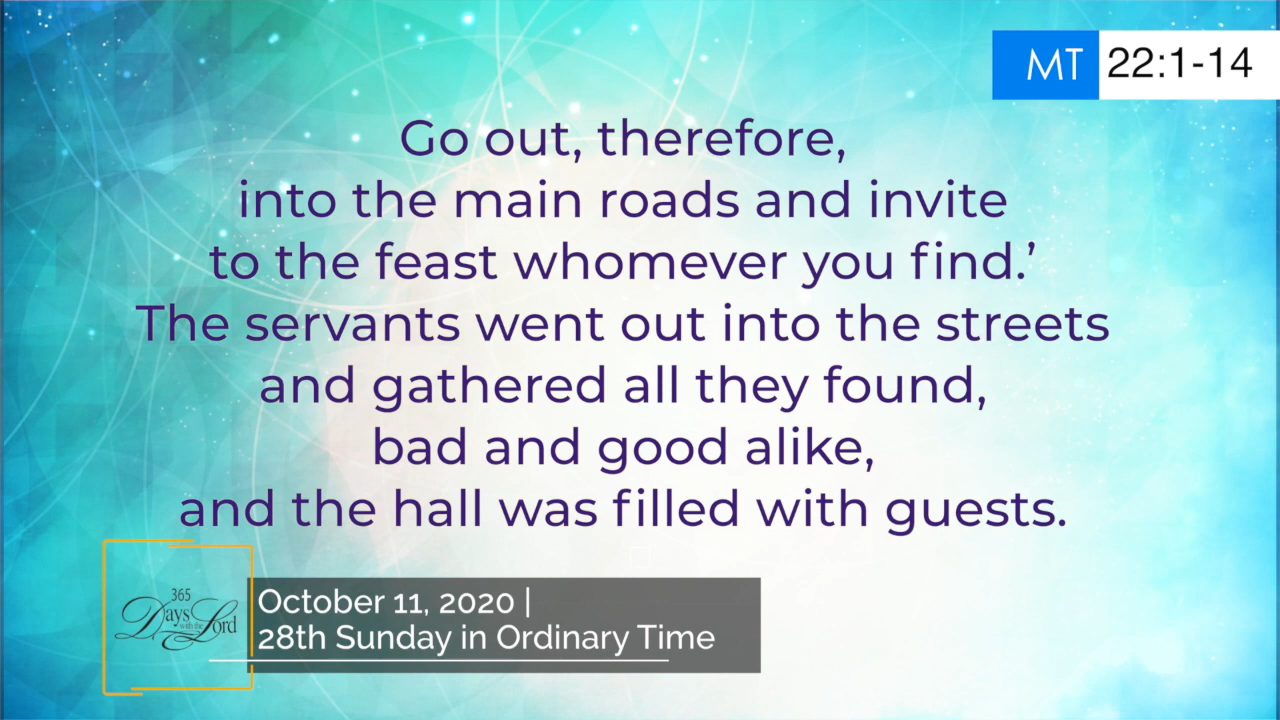 MT 22:1-14
Go out, therefore,
into the main roads and invite
to the feast whomever you find.’
The servants went out into the streets
and gathered all they found,
bad and good alike,
and the hall was filled with guests.
365
Days with the Lord
October 11, 2020 |
28th Sunday in Ordinary Time